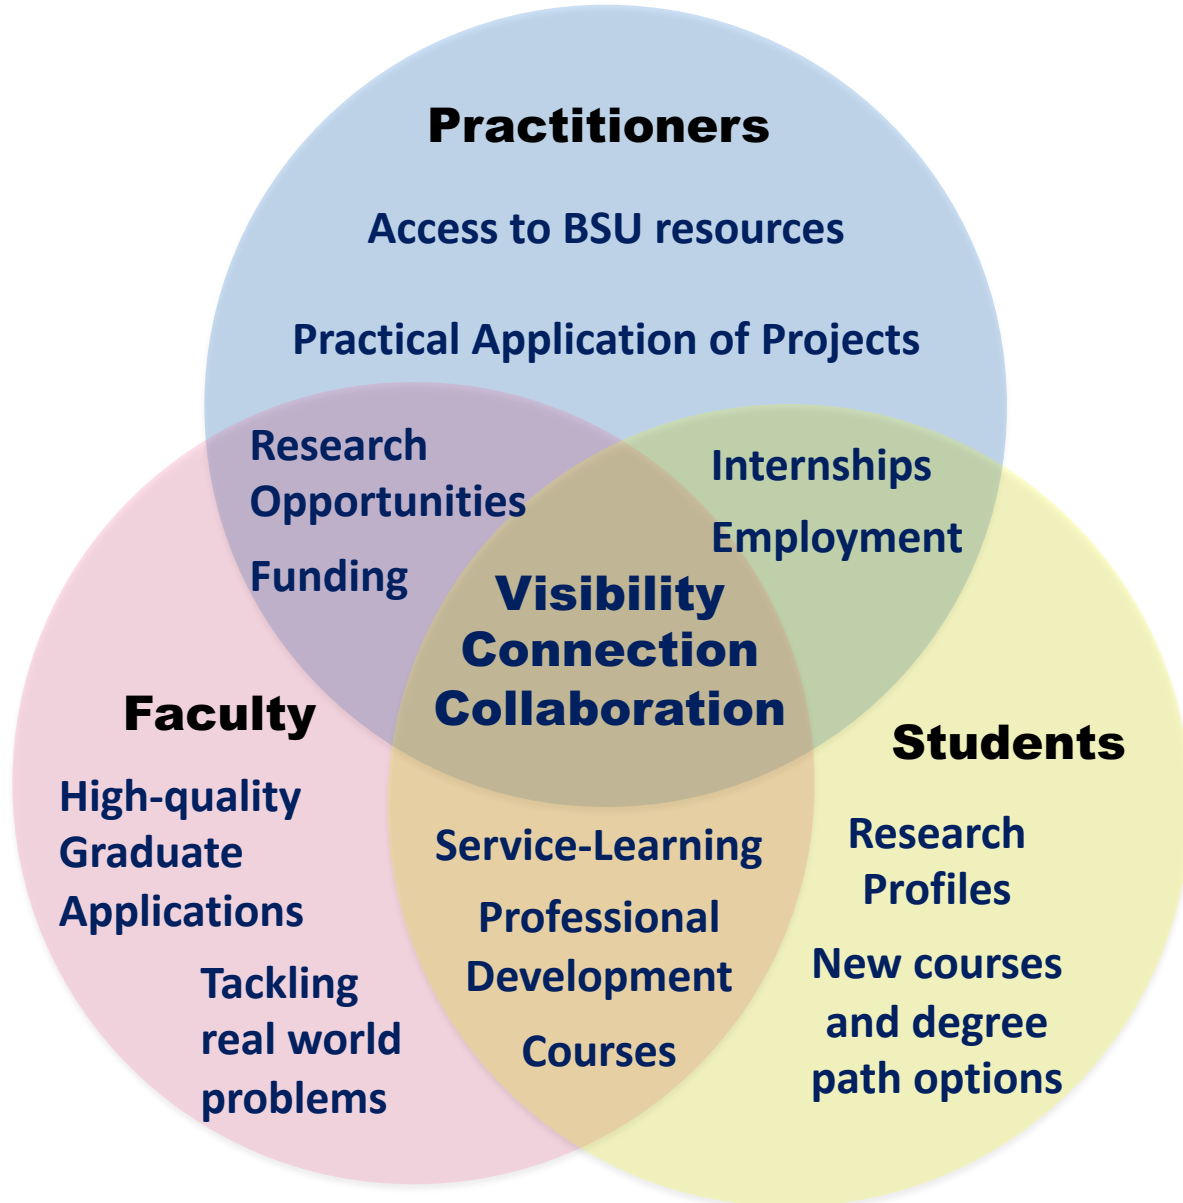 Practitioners
Access to BSU resources
Practical Application of Projects
Research
Opportunities
Funding
Internships
Employment
Visibility
Connection
Collaboration
Faculty
High-quality
Graduate
Applications
Tackling
real world
problems
Service-Learning
Professional
Development
Courses
Students
Research
Profiles
New courses
and degree
path options